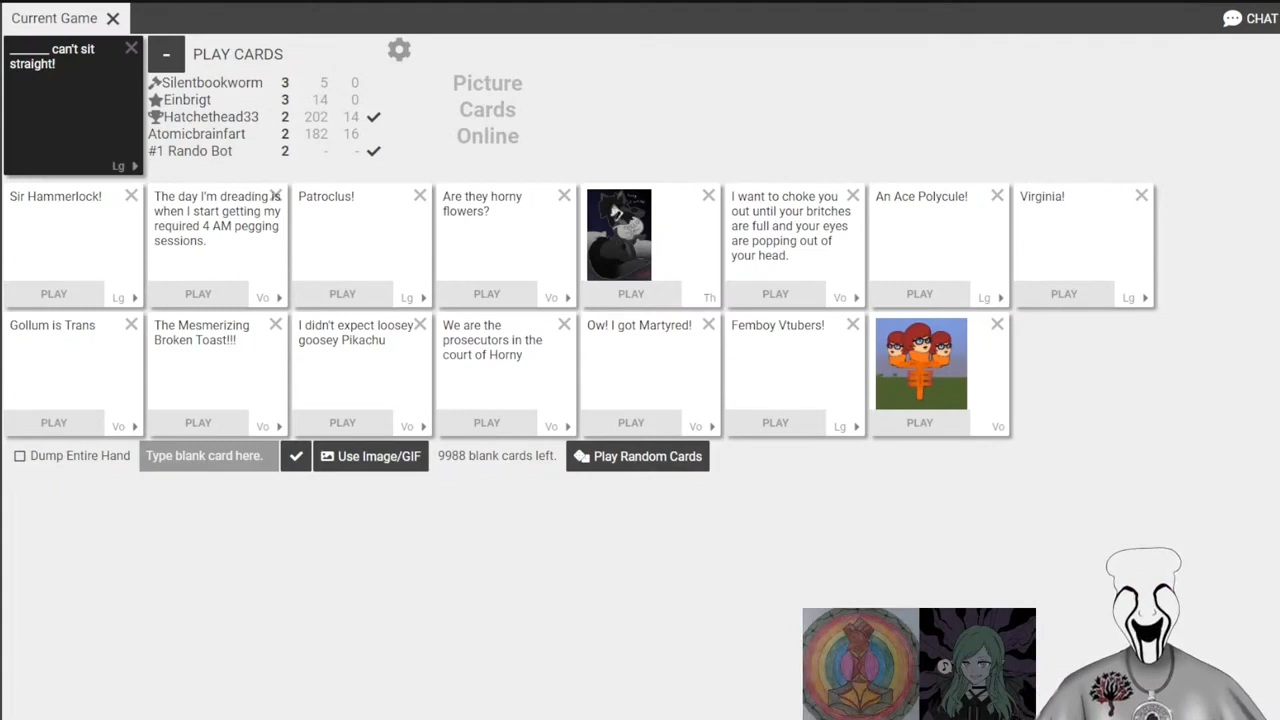 Current Game
CHAT
______ can't sit
straight!
Lg
- PLAY CARDS
Silentbookworm 3 5 0
Einbrigt 3 14 0
Hatchethead33 2 202 14
Atomicbrainfart 2 182 16
#1 Rando Bot 2 - -
Picture
Cards
Online
Sir Hammerlock!
PLAY Lg
The day I'm dreading is
when I start getting my
required 4 AM pegging
sessions.
PLAY Vo
Patroclus!
PLAY Lg
Are they horny
flowers?
PLAY Vo
PLAY Th
I want to choke you
out until your britches
are full and your eyes
are popping out of
your head.
PLAY Vo
An Ace Polycule!
PLAY Lg
Virginia!
PLAY Lg
Gollum is Trans
PLAY Vo
The Mesmerizing
Broken Toast!!!
PLAY Vo
I didn't expect loosey
goosey Pikachu
PLAY Vo
We are the
prosecutors in the
court of Horny
PLAY Vo
Ow! I got Martyred!
PLAY Vo
Femboy Vtubers!
PLAY Lg
PLAY Vo
Dump Entire Hand
Type blank card here.
Use Image/GIF
9988 blank cards left.
Play Random Cards